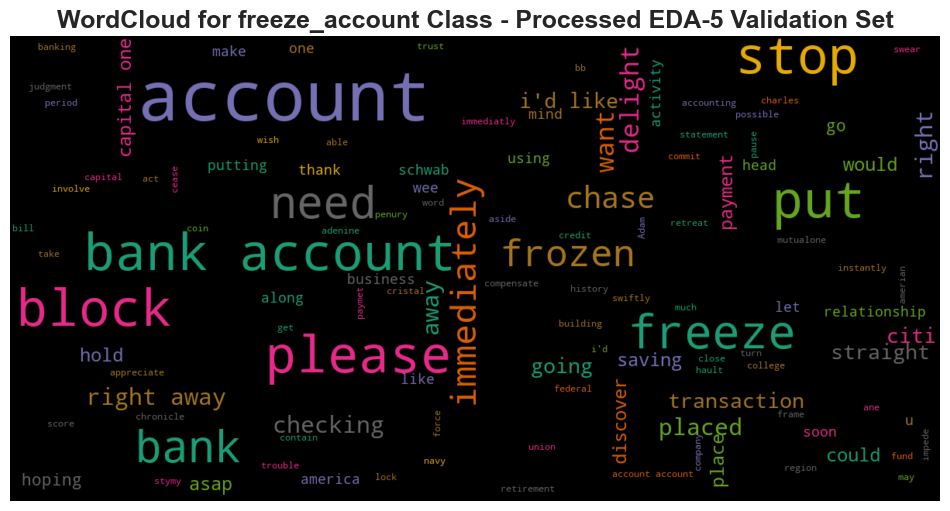 WordCloud for freeze_account Class - Processed EDA-5 Validation Set
banking
capital one
make
one
trust
stop
swear
judgment
period
account
bb
i'd like
mind
delight
activity
accounting
charles
possible
immediatly
want
statement
pause
go
right
wish
able
putting
thank
schwab
using
commit
head
would
capital
act
cease
involve
wee
word
need
penury
chase
payment
put
bill
coin
adenine
aside
credit
Adam
retreat
mutualone
take
bank account
immediately
frozen
business
compensate
history
instantly
amerian
block
along
paymet
cristal
away
swiftly
much
let
relationship
get
building
freeze
citi
hold
please
i'd
going
saving
close
hault
turn
college
straight
appreciate
like
federal
right away
chronicle
discover
transaction
frame
ane
score
checking
force
placed
soon
u
bank
contain
union
company
place
could
impede
hoping
stymy
asap
trouble
america
lock
navy
retirement
account account
region
fund
may